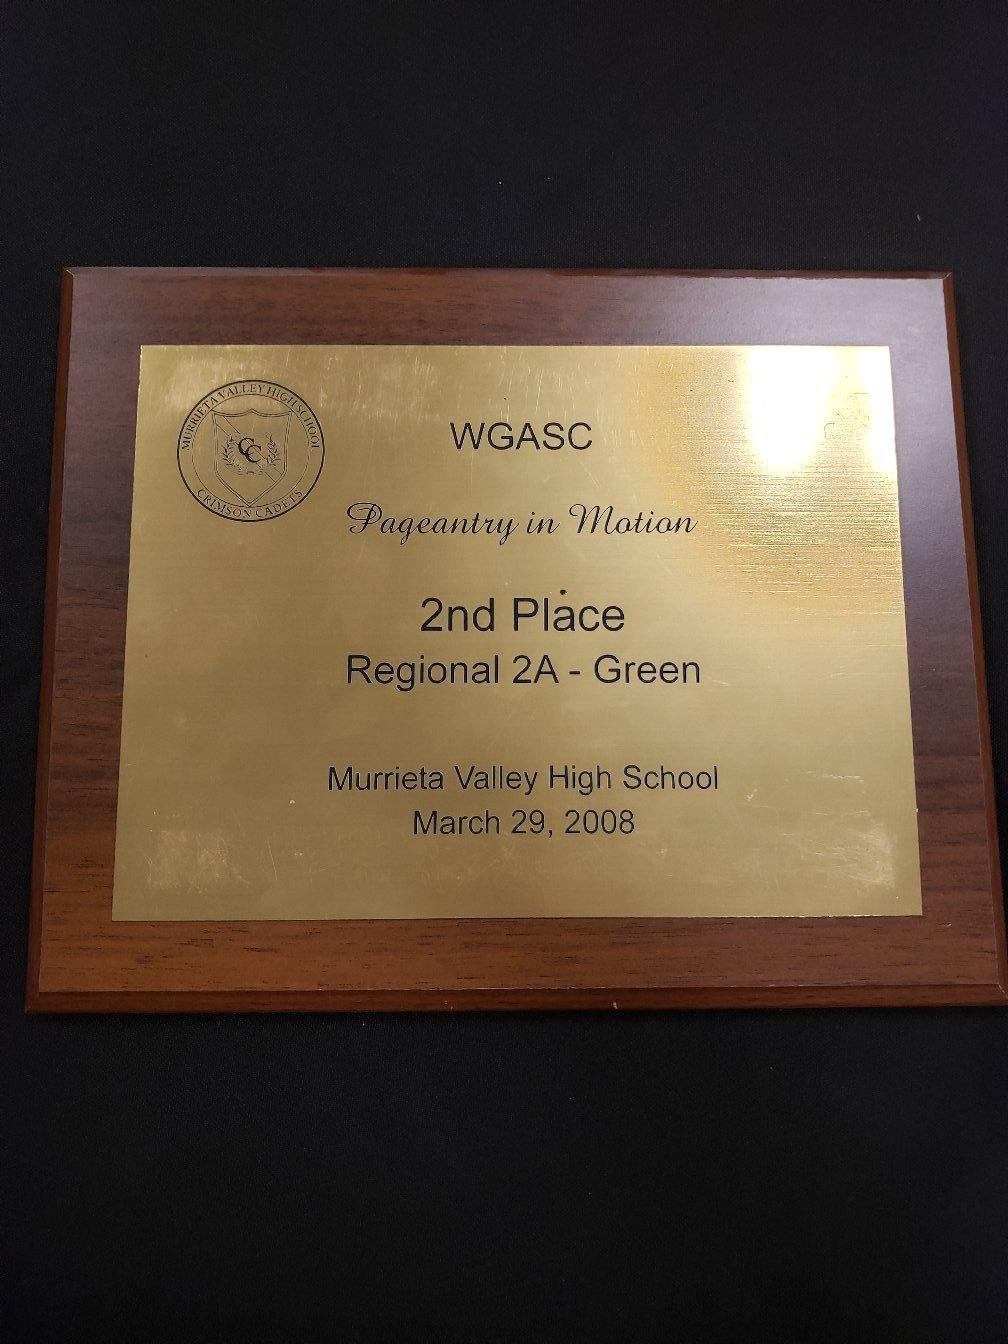 MURRIETA VALLEY HIGH SCHOOL
CC
CRIMSON CADETS
WGASC
Pageantry in Motion
2nd Place
Regional 2A - Green
Murrieta Valley High School
March 29, 2008